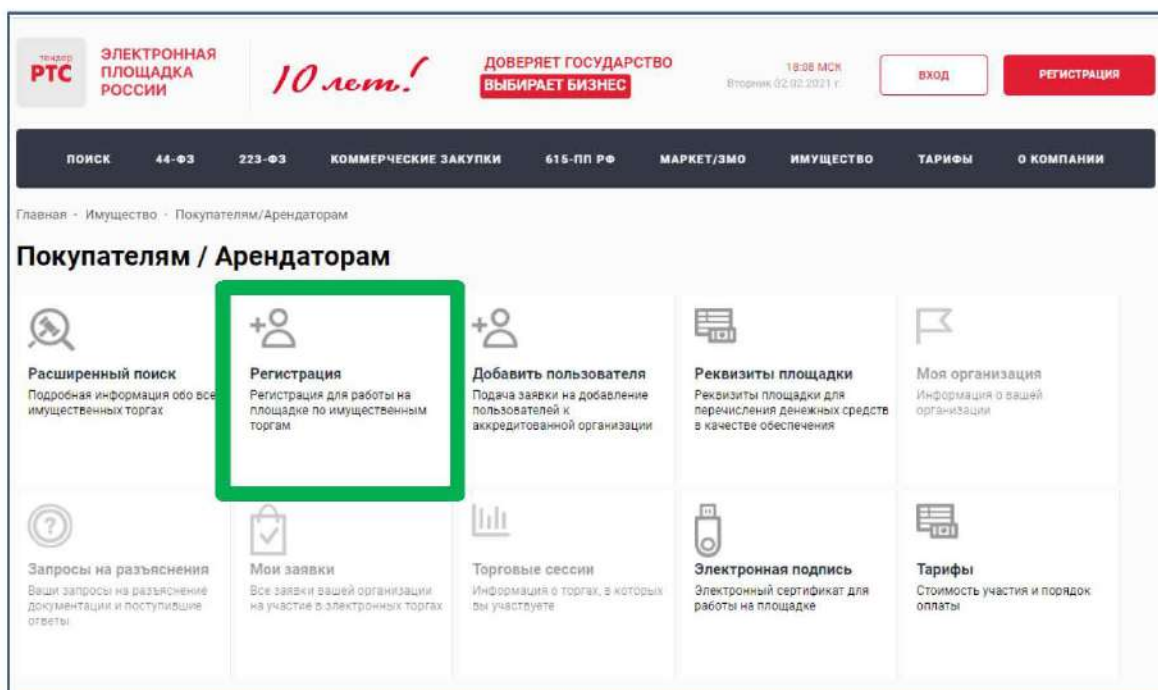 тендер
РТС
ЭЛЕКТРОННАЯ
ПЛОЩАДКА
РОССИИ
10 лет!
ДОВЕРЯЕТ ГОСУДАРСТВО
ВЫБИРАЕТ БИЗНЕС
18:08 МСК
Вторник 02.02.2021 г.
ВХОД
РЕГИСТРАЦИЯ
ПОИСК 44-ФЗ 223-ФЗ КОММЕРЧЕСКИЕ ЗАКУПКИ 615-ПП РФ МАРКЕТ/ЗМО ИМУЩЕСТВО ТАРИФЫ О КОМПАНИИ
Главная - Имущество - Покупателям/Арендаторам
Покупателям / Арендаторам
Расширенный поиск
Подробная информация обо все
имущественных торгах
Регистрация
Регистрация для работы на
площадке по имущественным
торгам
Добавить пользователя
Подача заявки на добавление
пользователей к
аккредитованной организации
Реквизиты площадки
Реквизиты площадки для
перечисления денежных средств
в качестве обеспечения
Моя организация
Информация о вашей
организации
Запросы на разъяснения
Ваши запросы на разъяснение
документации и поступившие
ответы
Мои заявки
Все заявки вашей организации
на участие в электронных торгах
Торговые сессии
Информация о торгах, в которых
вы участвуете
Электронная подпись
Электронный сертификат для
работы на площадке
Тарифы
Стоимость участия и порядок
оплаты